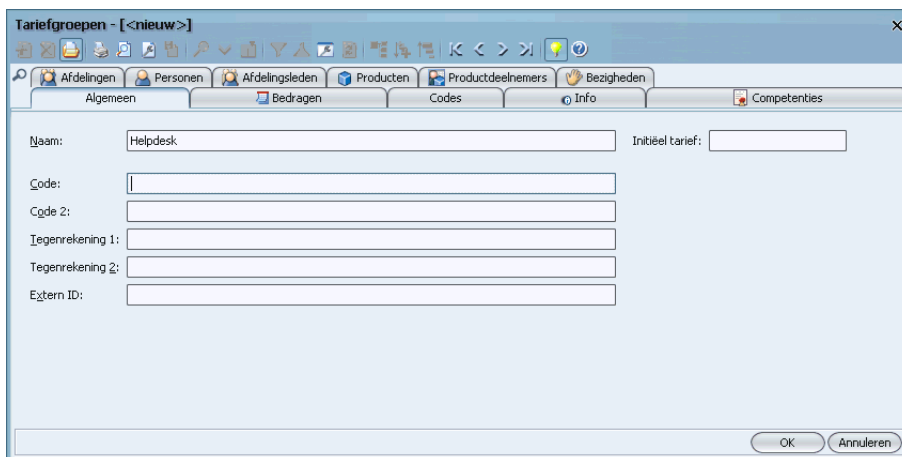 Tariefgroepen - [<nieuw>]
Afdelingen Personen Afdelingsleden Producten Productdeelnemers Bezigheden
Algemeen Bedragen Codes Info Competenties
Naam: Helpdesk Initiëel tarief:
Code:
Code 2:
Tegenrekening 1:
Tegenrekening 2:
Extern ID:
OK Annuleren